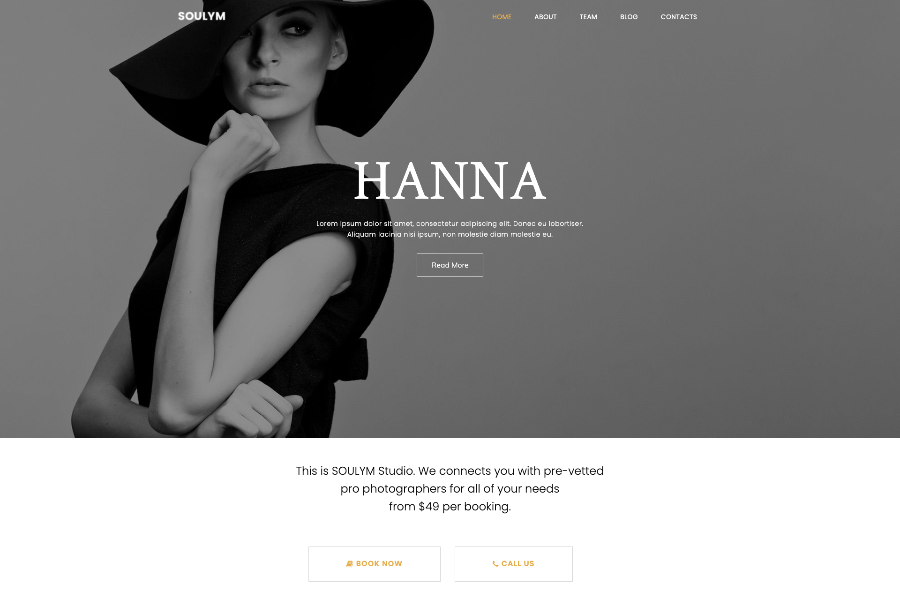 SOULYM
HOME ABOUT TEAM BLOG CONTACTS
HANNA
Lorem ipsum dolor sit amet, consectetur adipiscing elit. Donec eu lobortiser.
Aliquam lacinia nisi ipsum, non molestie diam molestie eu.
Read More
This is SOULYM Studio. We connects you with pre-vetted
pro photographers for all of your needs
from $49 per booking.
BOOK NOW
CALL US